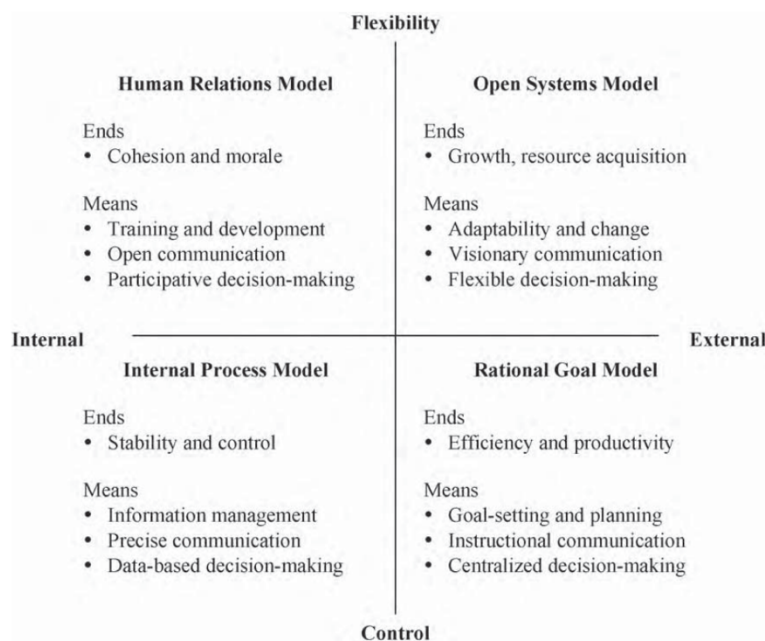 Flexibility
Human Relations Model
Ends
• Cohesion and morale
Means
• Training and development
• Open communication
• Participative decision-making
Open Systems Model
Ends
• Growth, resource acquisition
Means
• Adaptability and change
• Visionary communication
• Flexible decision-making
Internal
External
Internal Process Model
Ends
• Stability and control
Means
• Information management
• Precise communication
• Data-based decision-making
Rational Goal Model
Ends
• Efficiency and productivity
Means
• Goal-setting and planning
• Instructional communication
• Centralized decision-making
Control